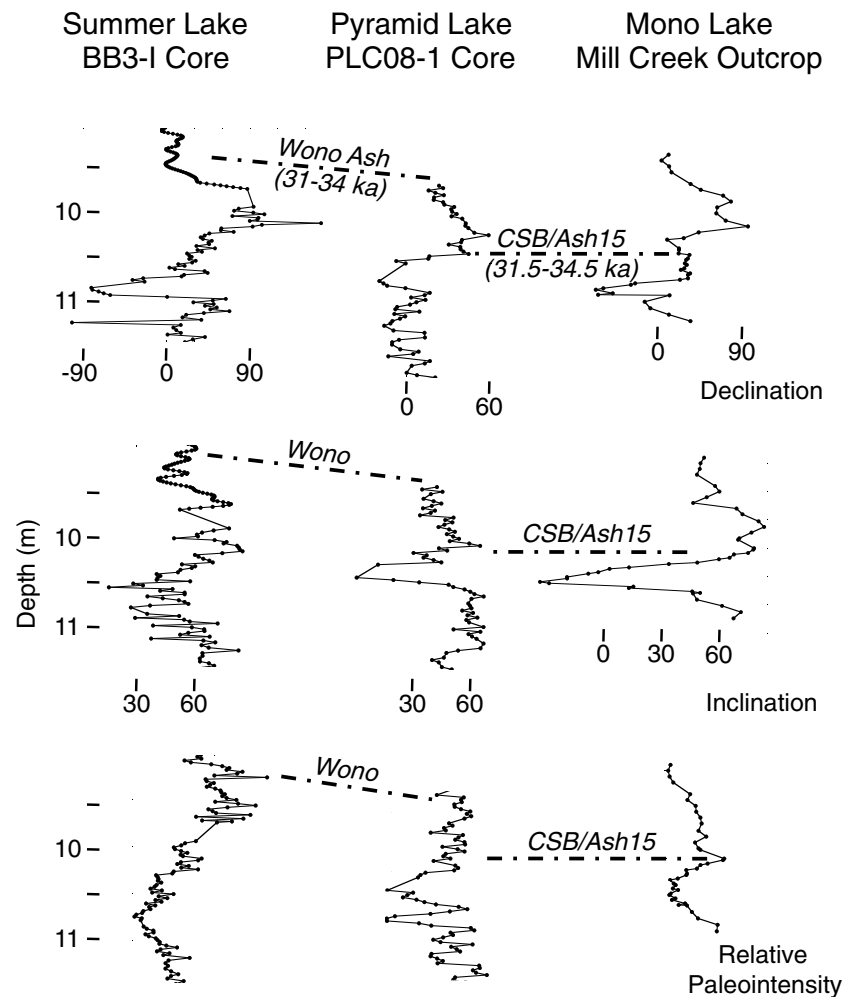 Summer Lake
BB3-I Core
Pyramid Lake
PLC08-1 Core
Mono Lake
Mill Creek Outcrop
Wono Ash
(31-34 ka)
10
CSB/Ash15
(31.5-34.5 ka)
11
-90 0 90
0 60
0 90
Declination
Wono
10
CSB/Ash15
Depth (m)
11
30 60
30 60
0 30 60
Inclination
Wono
10
CSB/Ash15
11
Relative
Paleointensity